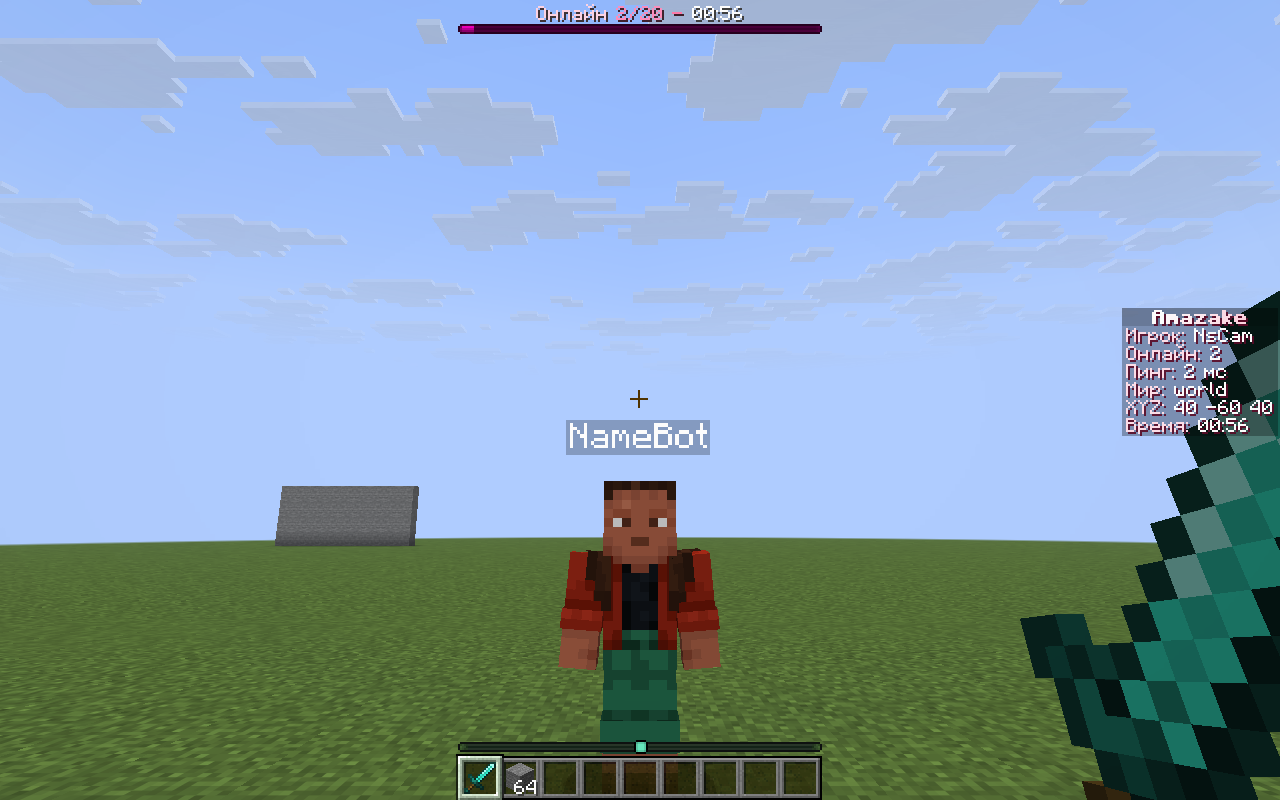 Онлайн 2/20 - 00:56
Amazake
Игрок: NsCam
Онлайн: 2
Пинг: 2 мс
Мир: world
XYZ: 40 -60 40
Время: 00:56
NameBot
64